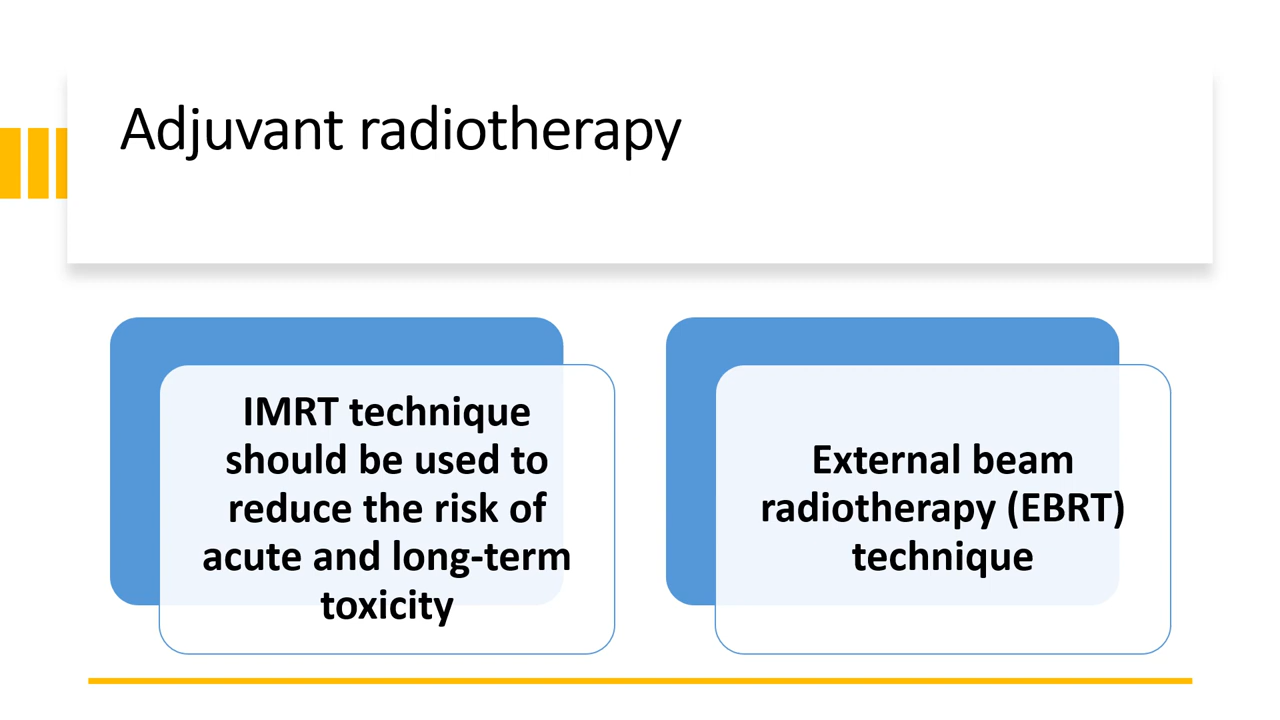 Adjuvant radiotherapy
IMRT technique
should be used to
reduce the risk of
acute and long-term
toxicity
External beam
radiotherapy (EBRT)
technique